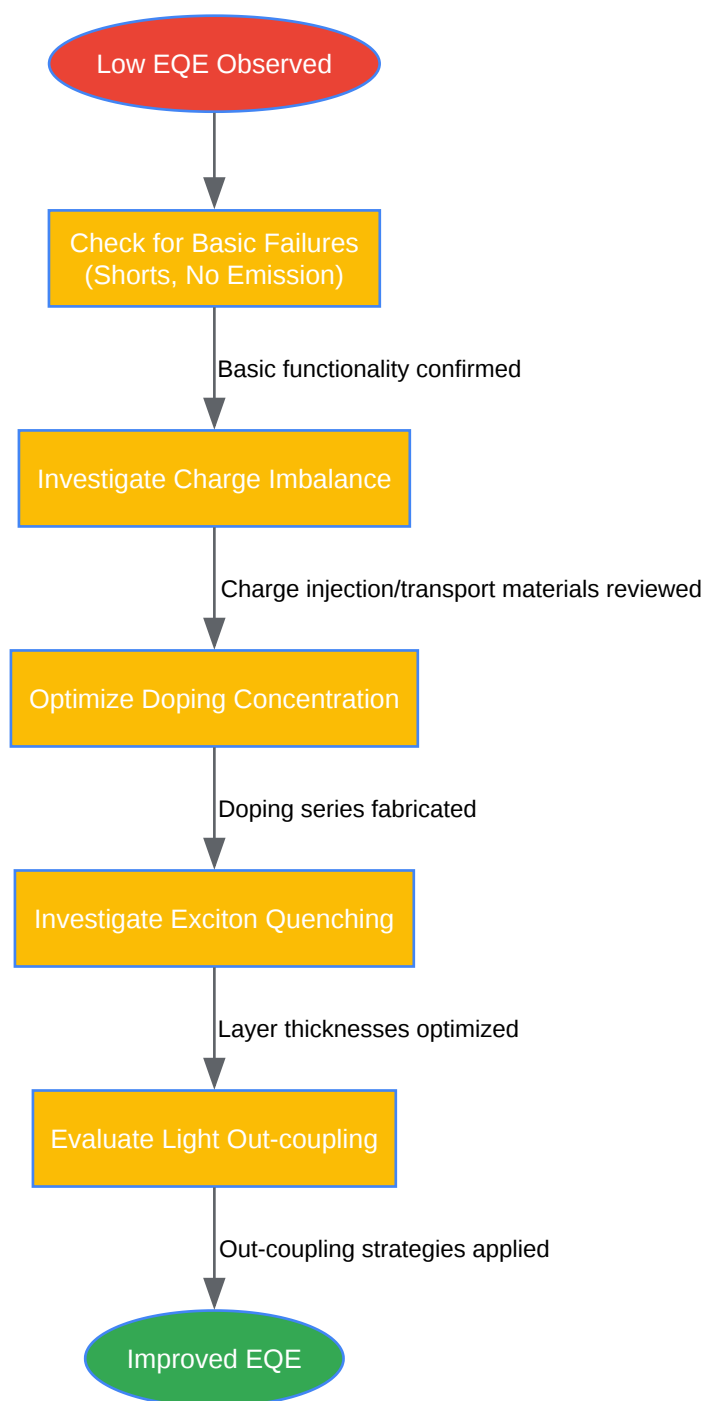 Low EQE Observed
Check for Basic Failures
(Shorts, No Emission)
Basic functionality confirmed
Investigate Charge Imbalance
Charge injection/transport materials reviewed
Optimize Doping Concentration
Doping series fabricated
Investigate Exciton Quenching
Layer thicknesses optimized
Evaluate Light Out-coupling
Out-coupling strategies applied
Improved EQE